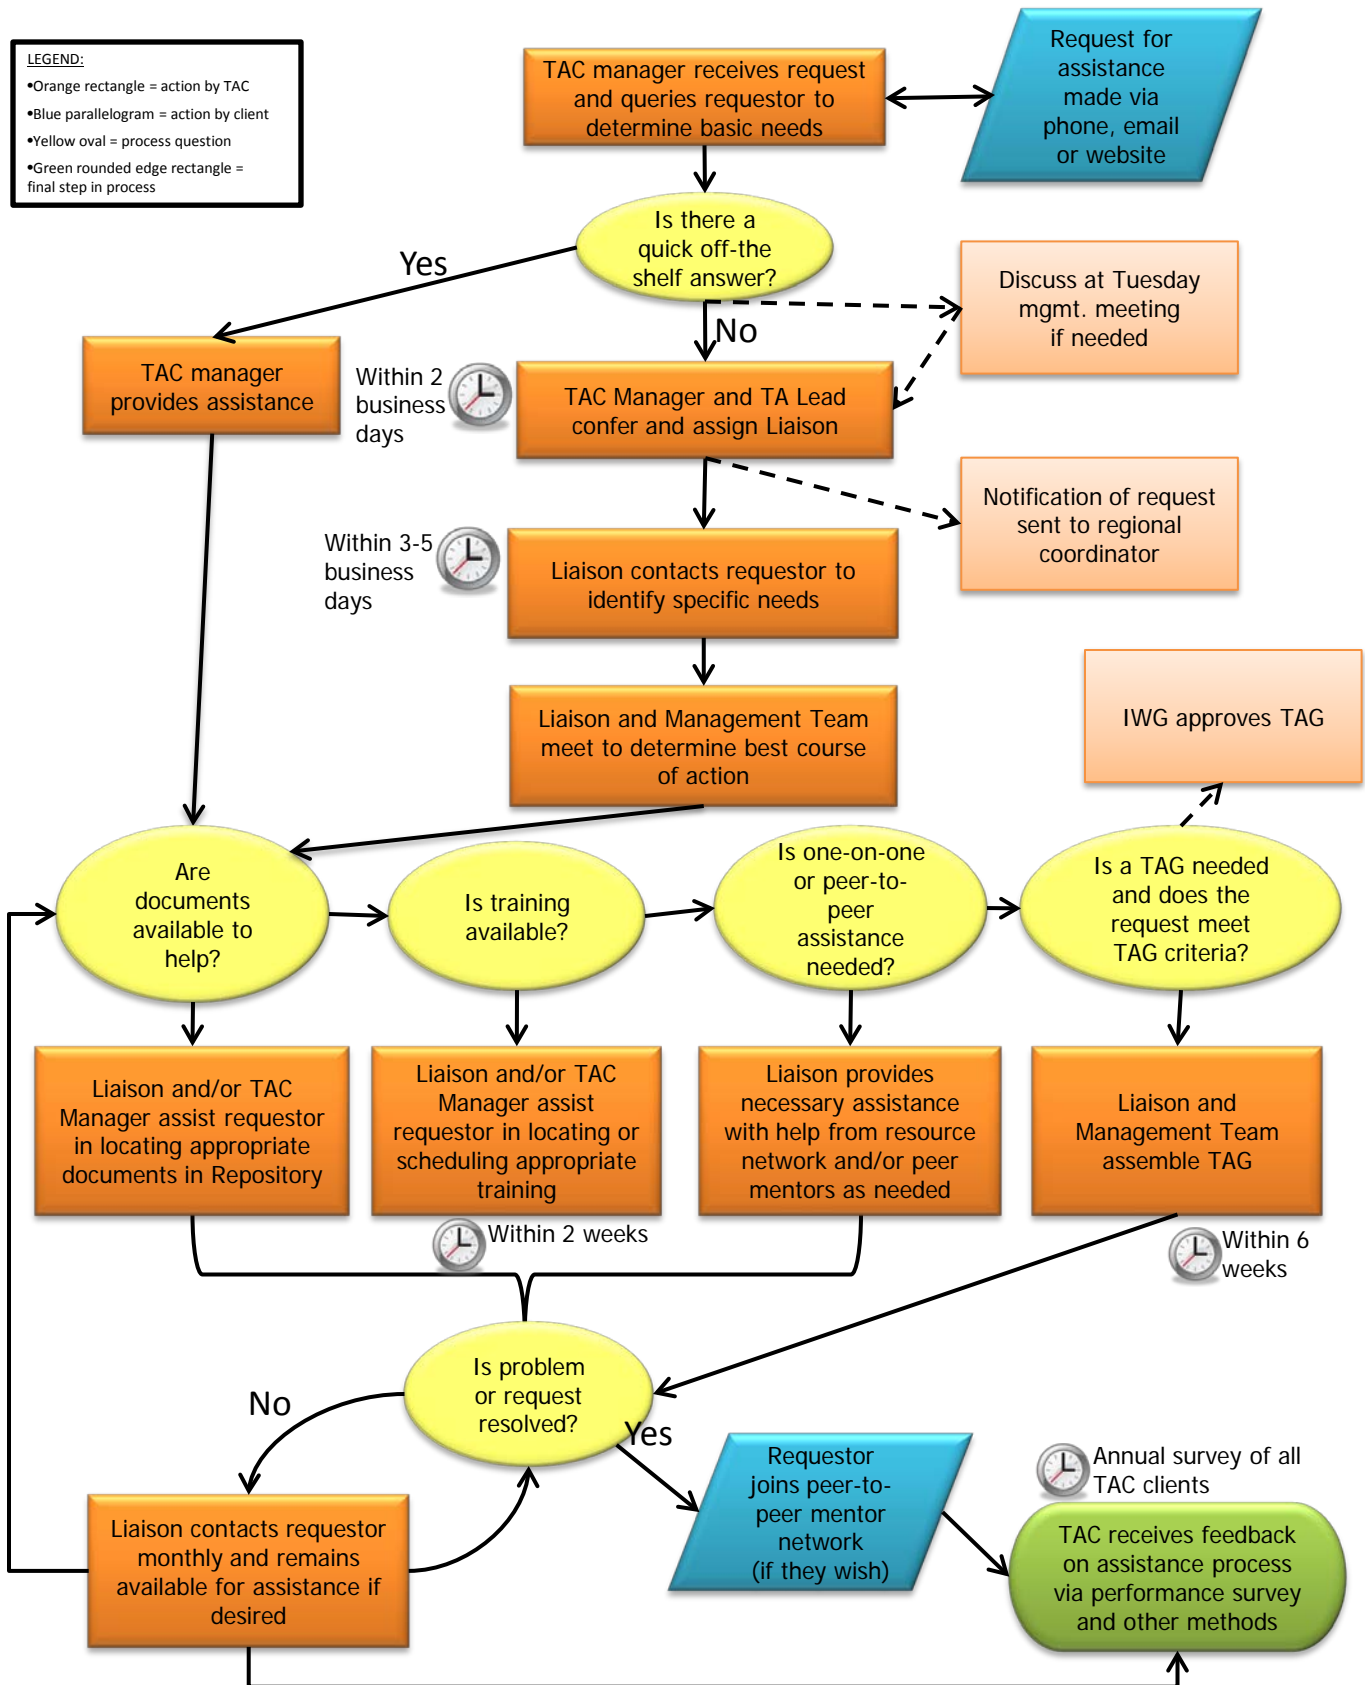 LEGEND:
•Orange rectangle = action by TAC
•Blue parallelogram = action by client
•Yellow oval = process question
•Green rounded edge rectangle =
final step in process
TAC manager receives request
and queries requestor to
determine basic needs
Request for
assistance
made via
phone, email
or website
Is there a
quick off-the
shelf answer?
Yes
No
Discuss at Tuesday
mgmt. meeting
if needed
TAC manager
provides assistance
Within 2
business
days
TAC Manager and TA Lead
confer and assign Liaison
Notification of request
sent to regional
coordinator
Within 3-5
business
days
Liaison contacts requestor to
identify specific needs
Liaison and Management Team
meet to determine best course
of action
IWG approves TAG
Are
documents
available to
help?
Is training
available?
Is one-on-one
or peer-to-
peer
assistance
needed?
Is a TAG needed
and does the
request meet
TAG criteria?
Liaison and/or TAC
Manager assist requestor
in locating appropriate
documents in Repository
Liaison and/or TAC
Manager assist
requestor in locating or
scheduling appropriate
training
Liaison provides
necessary assistance
with help from resource
network and/or peer
mentors as needed
Liaison and
Management Team
assemble TAG
Within 2 weeks
Within 6
weeks
Is problem
or request
resolved?
No
Yes
Requestor
joins peer-to-
peer mentor
network
(if they wish)
Annual survey of all
TAC clients
Liaison contacts requestor
monthly and remains
available for assistance if
desired
TAC receives feedback
on assistance process
via performance survey
and other methods